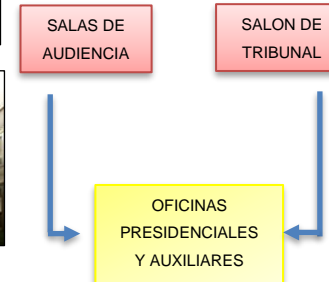 SALAS DE
AUDIENCIA
SALON DE
TRIBUNAL
OFICINAS
PRESIDENCIALES
Y AUXILIARES